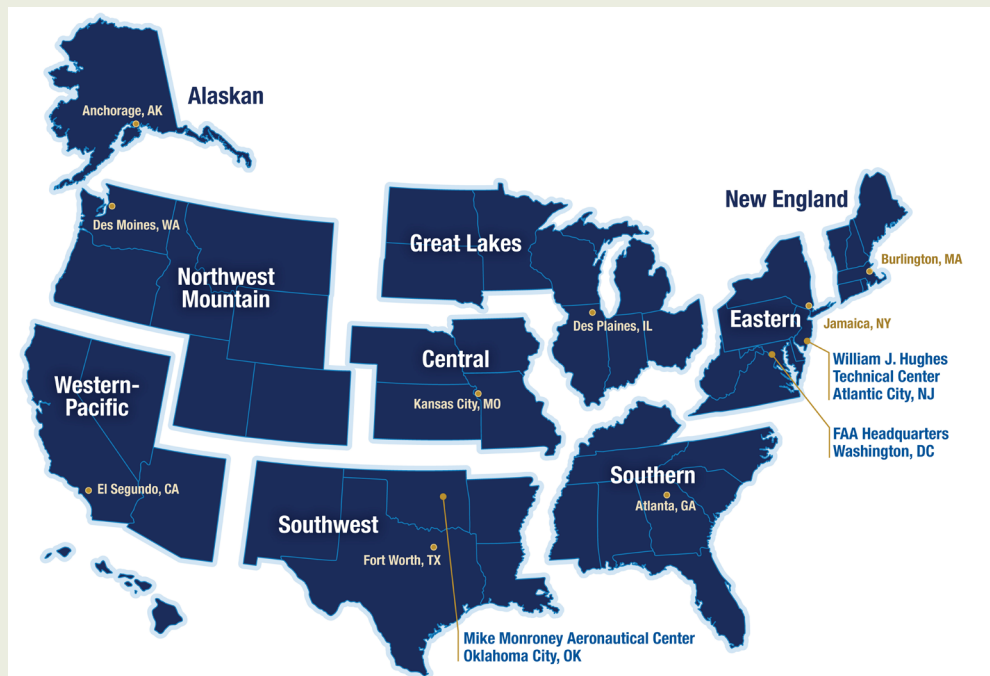 Alaskan
Anchorage, AK
New England
Des Moines, WA
Great Lakes
Burlington, MA
Northwest
Mountain
Des Plaines, IL
Eastern
Jamaica, NY
Central
William J. Hughes
Technical Center
Atlantic City, NJ
Western-
Pacific
Kansas City, MO
FAA Headquarters
Washington, DC
Southern
El Segundo, CA
Atlanta, GA
Southwest
Fort Worth, TX
Mike Monroney Aeronautical Center
Oklahoma City, OK